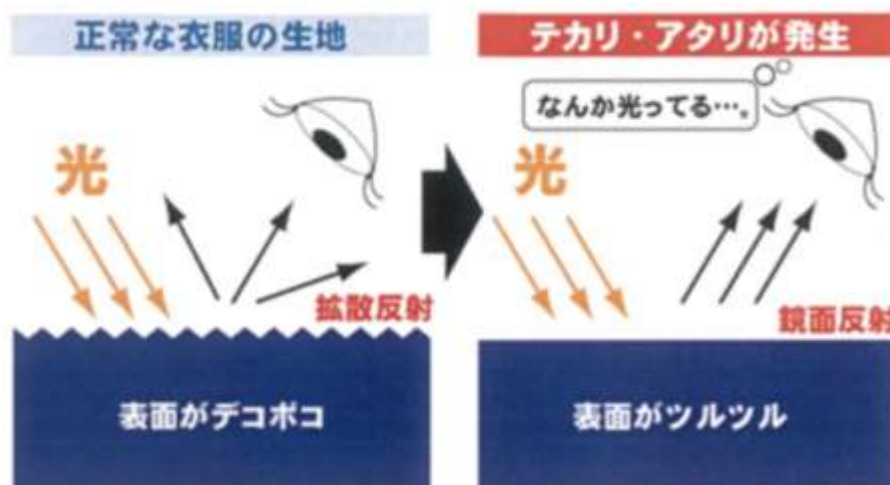 正常な衣服の生地
テカリ・アタリが発生
なんか光ってる…。
光
光
拡散反射
鏡面反射
表面がデコボコ
表面がツルツル